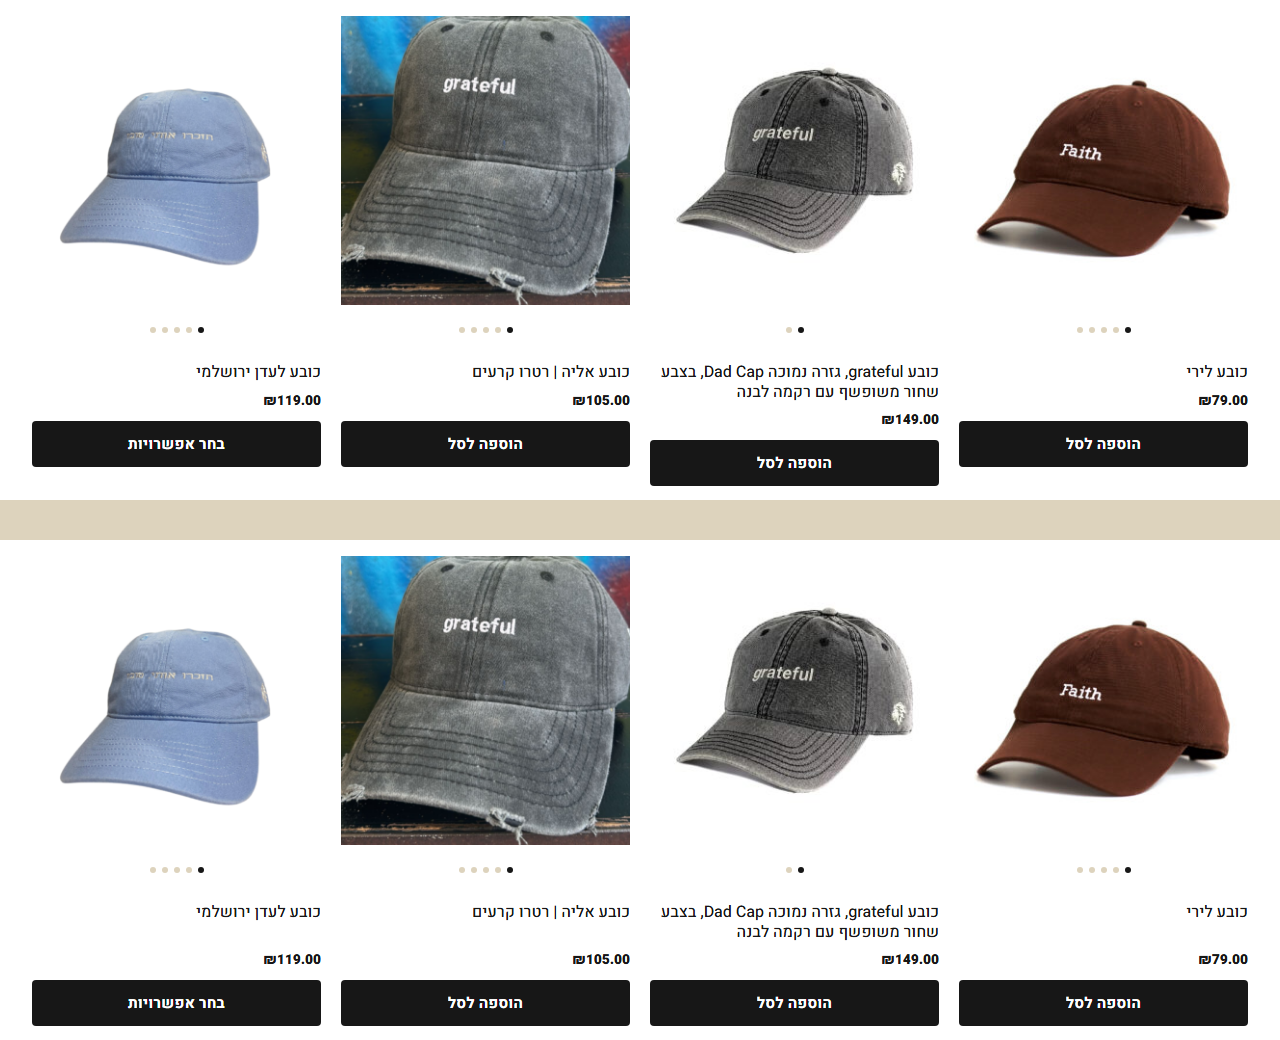 grateful
grateful
Faith
כובע לירי
₪79.00
הוספה לסל
כובע grateful, גזרה נמוכה Dad Cap, בצבע
שחור משופשף עם רקמה לבנה
₪149.00
הוספה לסל
כובע אליה | רטרו קרעים
₪105.00
הוספה לסל
כובע לעדן ירושלמי
₪119.00
בחר אפשרויות
grateful
grateful
Faith
כובע לירי
₪79.00
הוספה לסל
כובע grateful, גזרה נמוכה Dad Cap, בצבע
שחור משופשף עם רקמה לבנה
₪149.00
הוספה לסל
כובע אליה | רטרו קרעים
₪105.00
הוספה לסל
כובע לעדן ירושלמי
₪119.00
בחר אפשרויות